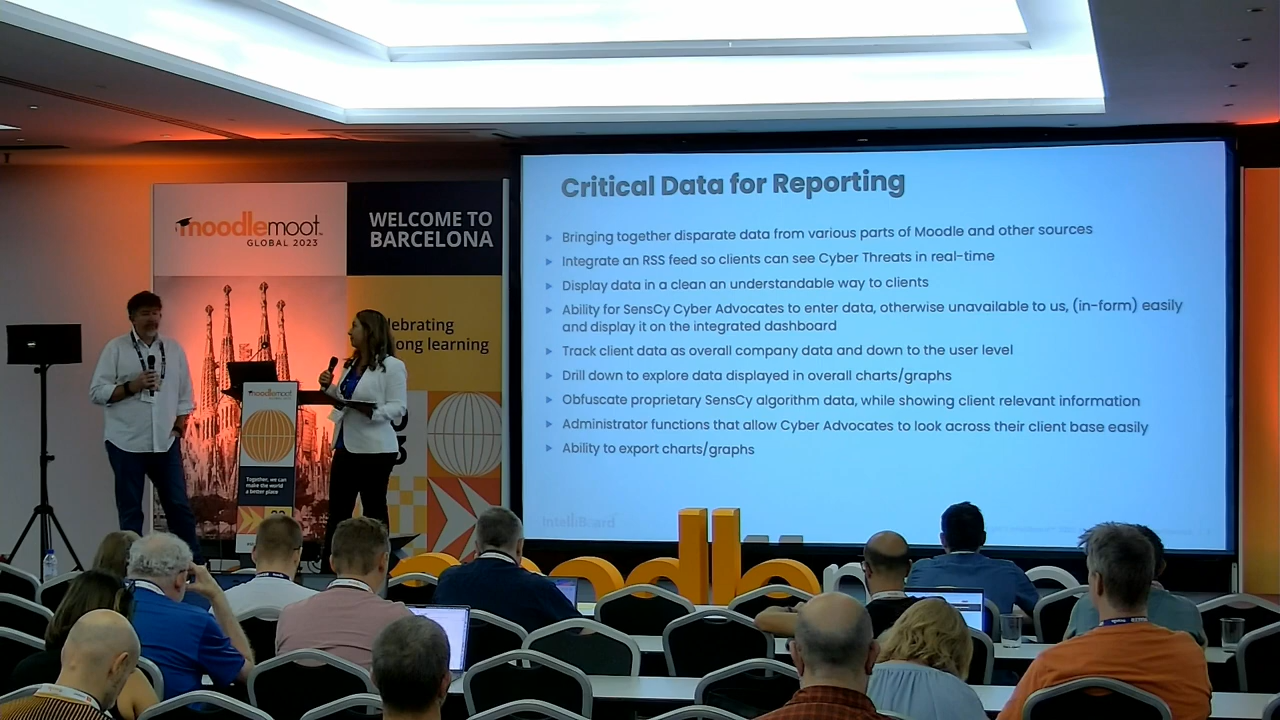 moodlemoot
GLOBAL 2023
WELCOME TO
BARCELONA
lebrating
ong learning
moodlemoot
Together, we can
make the world
a better place
Critical Data for Reporting
Bringing together disparate data from various parts of Moodle and other sources
Integrate an RSS feed so clients can see Cyber Threats in real-time
Display data in a clean an understandable way to clients
Ability for SensCy Cyber Advocates to enter data, otherwise unavailable to us, (in-form) easily
and display it on the integrated dashboard
Track client data as overall company data and down to the user level
Drill down to explore data displayed in overall charts/graphs
Obfuscate proprietary SensCy algorithm data, while showing client relevant information
Administrator functions that allow Cyber Advocates to look across their client base easily
Ability to export charts/graphs
IntelliBoard